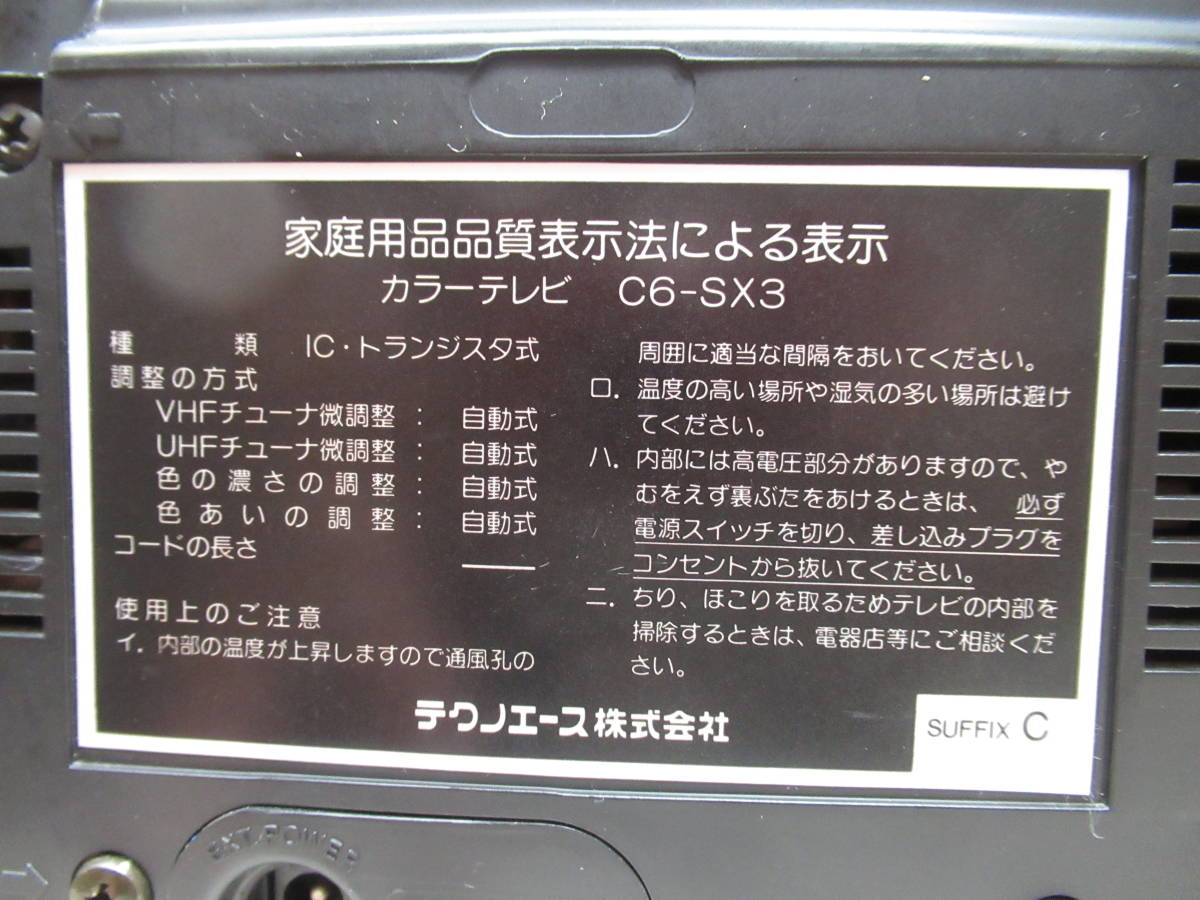 家庭用品品質表示法による表示
カラーテレビ C6-SX3
種類 IC・トランジスタ式
調整の方式
VHFチューナ微調整： 自動式
UHFチューナ微調整： 自動式
色の濃さの調整： 自動式
色あいの調整： 自動式
コードの長さ ——
使用上のご注意
イ．内部の温度が上昇しますので通風孔の
周囲に適当な間隔をおいてください。
ロ．温度の高い場所や湿気の多い場所は避け
てください。
ハ．内部には高電圧部分がありますので、や
むをえず裏ぶたをあけるときは、必ず
電源スイッチを切り、差し込みプラグを
コンセントから抜いてください。
ニ．ちり、ほこりを取るためテレビの内部を
掃除するときは、電器店等にご相談くだ
さい。
テクノエース株式会社
SUFFIX C
EXT.POWER